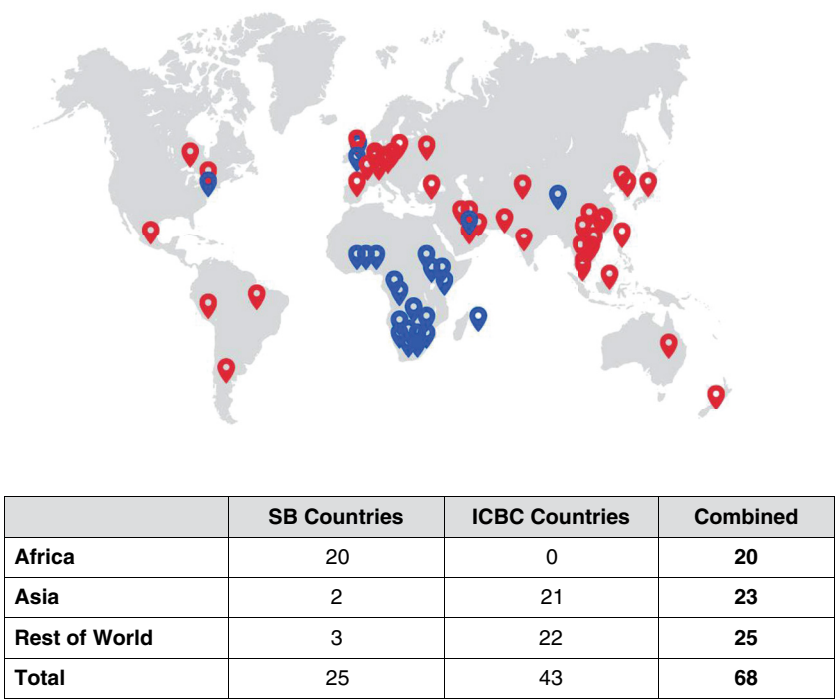 SB Countries ICBC Countries Combined
Africa 20 0 20
Asia 2 21 23
Rest of World 3 22 25
Total 25 43 68